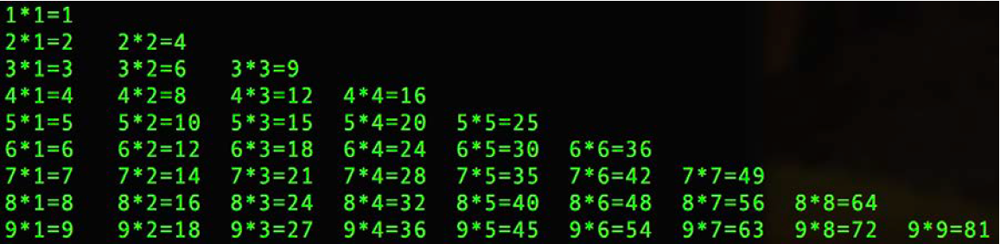 1*1=1
2*1=2 2*2=4
3*1=3 3*2=6 3*3=9
4*1=4 4*2=8 4*3=12 4*4=16
5*1=5 5*2=10 5*3=15 5*4=20 5*5=25
6*1=6 6*2=12 6*3=18 6*4=24 6*5=30 6*6=36
7*1=7 7*2=14 7*3=21 7*4=28 7*5=35 7*6=42 7*7=49
8*1=8 8*2=16 8*3=24 8*4=32 8*5=40 8*6=48 8*7=56 8*8=64
9*1=9 9*2=18 9*3=27 9*4=36 9*5=45 9*6=54 9*7=63 9*8=72 9*9=81